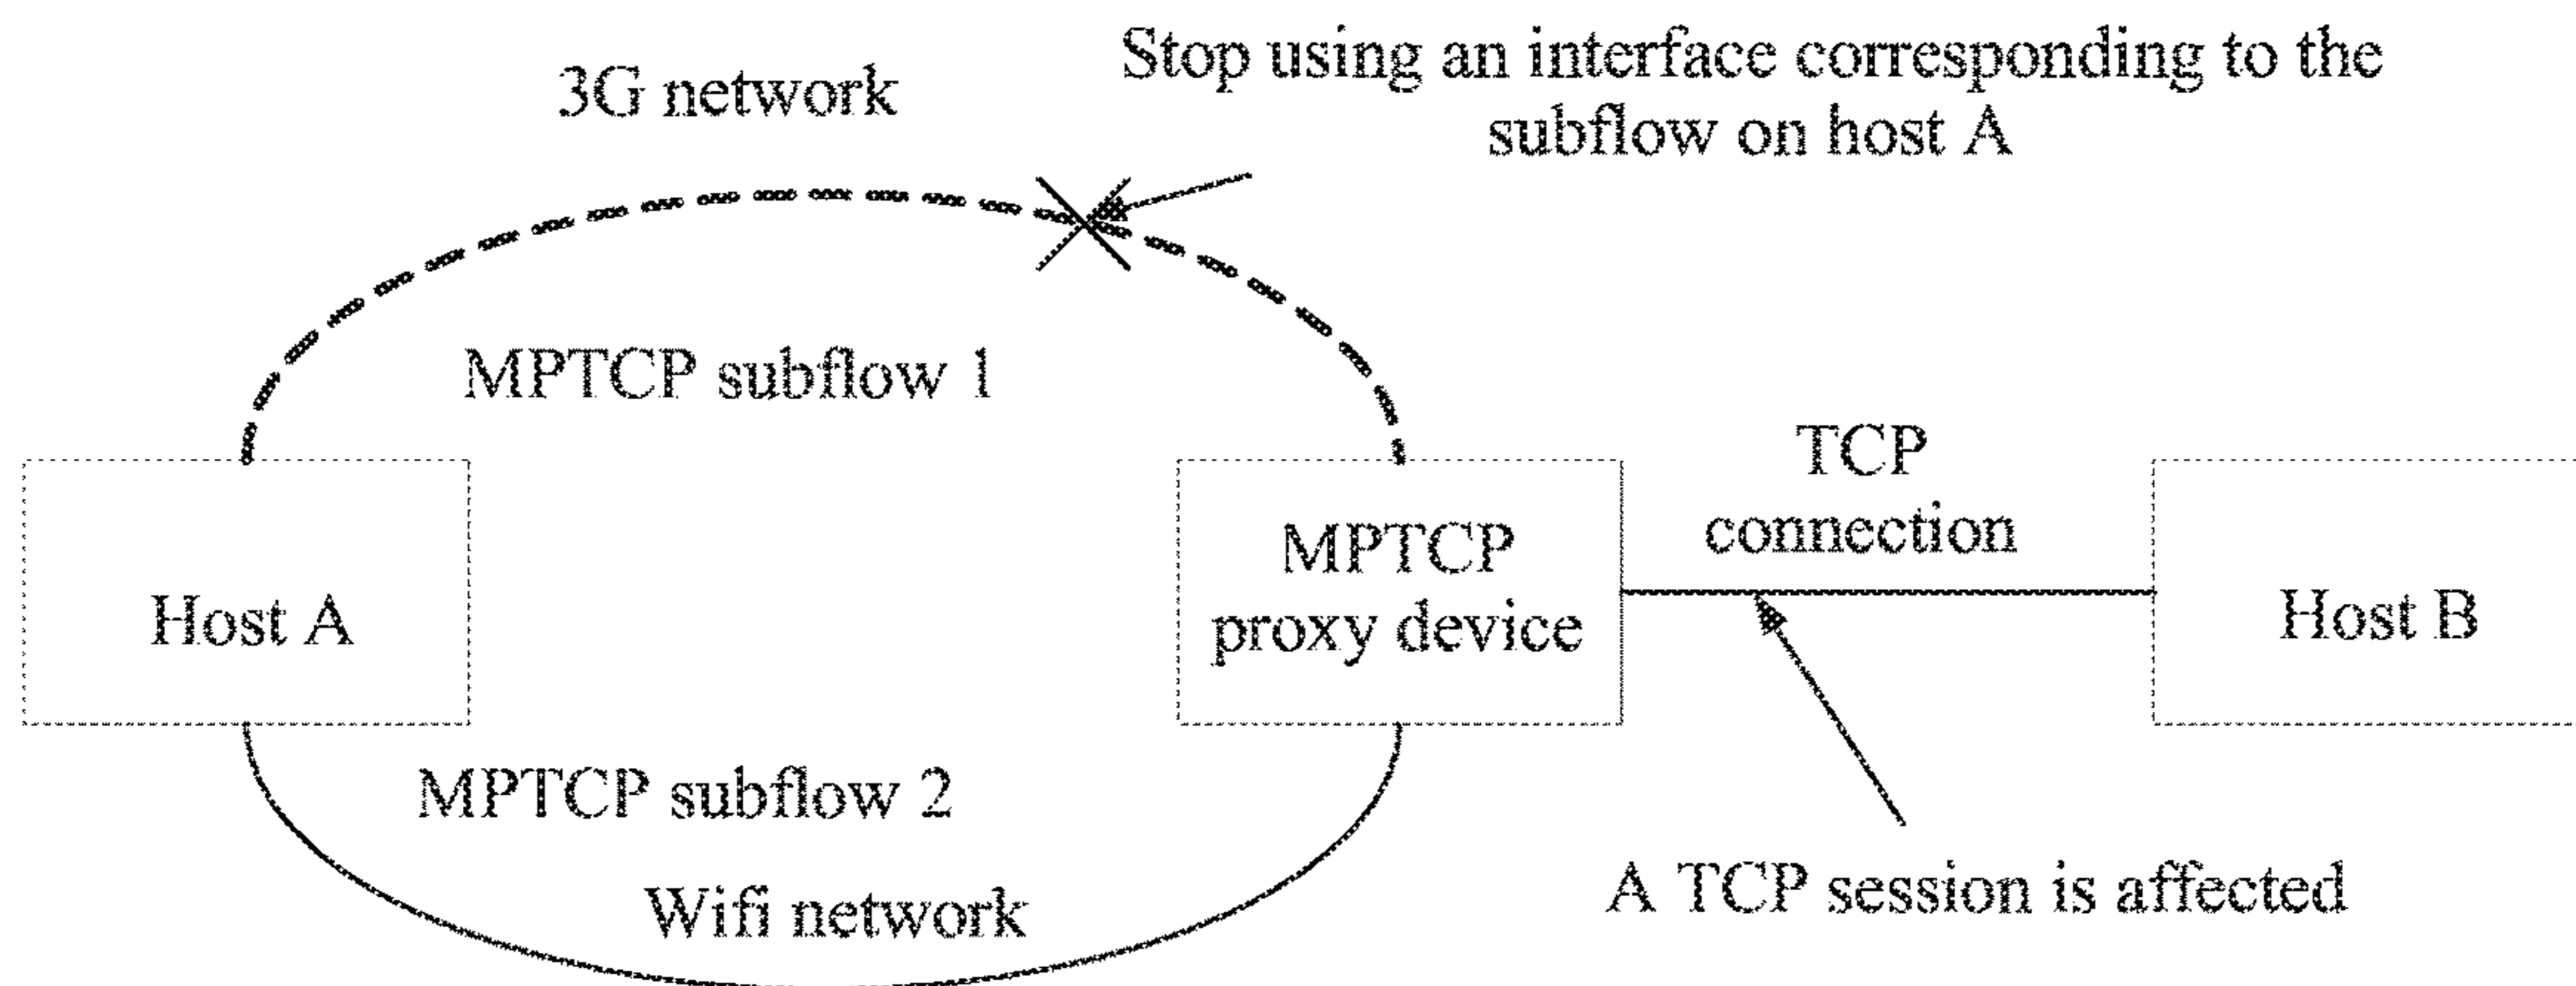 3G network
Stop using an interface corresponding to the
subflow on host A
MPTCP subflow 1
Host A
MPTCP
proxy device
TCP
connection
Host B
MPTCP subflow 2
Wifi network
A TCP session is affected